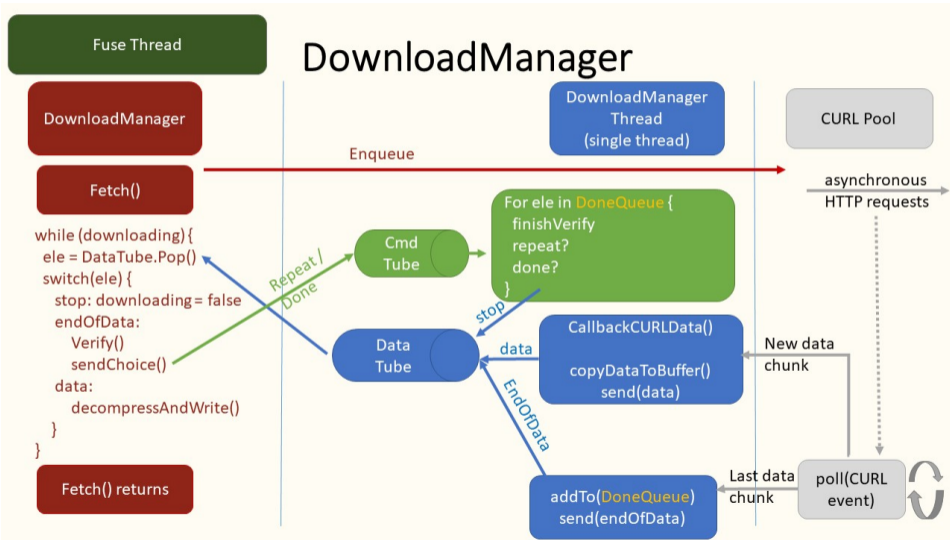 Fuse Thread
DownloadManager
DownloadManager
DownloadManager
Thread
(single thread)
CURL Pool
Enqueue
Fetch()
asynchronous
HTTP requests
while (downloading) {
ele = DataTube.Pop()
switch(ele) {
stop: downloading = false
endOfData:
Verify()
sendChoice()
data:
decompressAndWrite()
}
}
Fetch() returns
Repeat /
Done
Cmd
Tube
For ele in DoneQueue {
finishVerify
repeat?
done?
}
stop
Data
Tube
data
EndOfData
CallbackCURLData()
copyDataToBuffer()
send(data)
New data
chunk
addTo(DoneQueue)
send(endOfData)
Last data
chunk
poll(CURL
event)